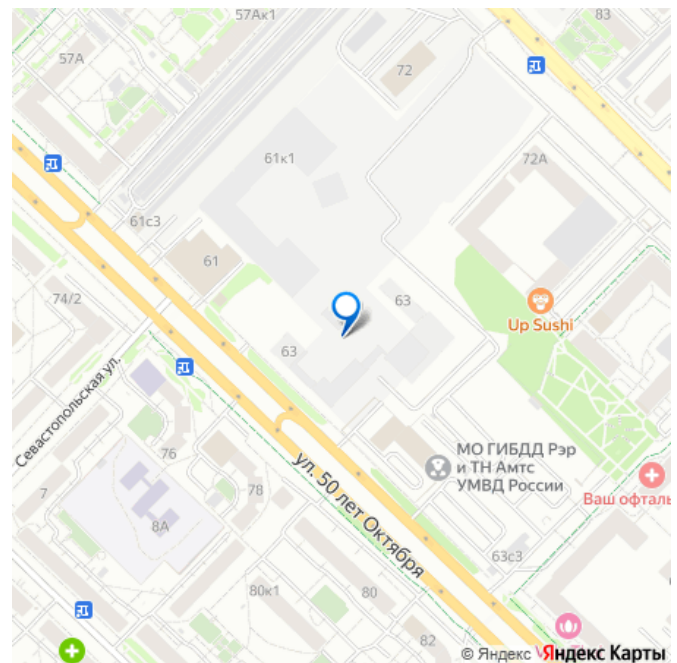 57Ак1
83
57А
72
61к1
72А
61с3
61
74/2
63
Up Sushi
63
Севастопольская ул.
МО ГИБДД Рэр
и ТН Амтс
УМВД России
76
ул. 50 лет Октября
Ваш офталь
7
78
8А
63с3
80к1
80
82
© Яндекс Яндекс Карты